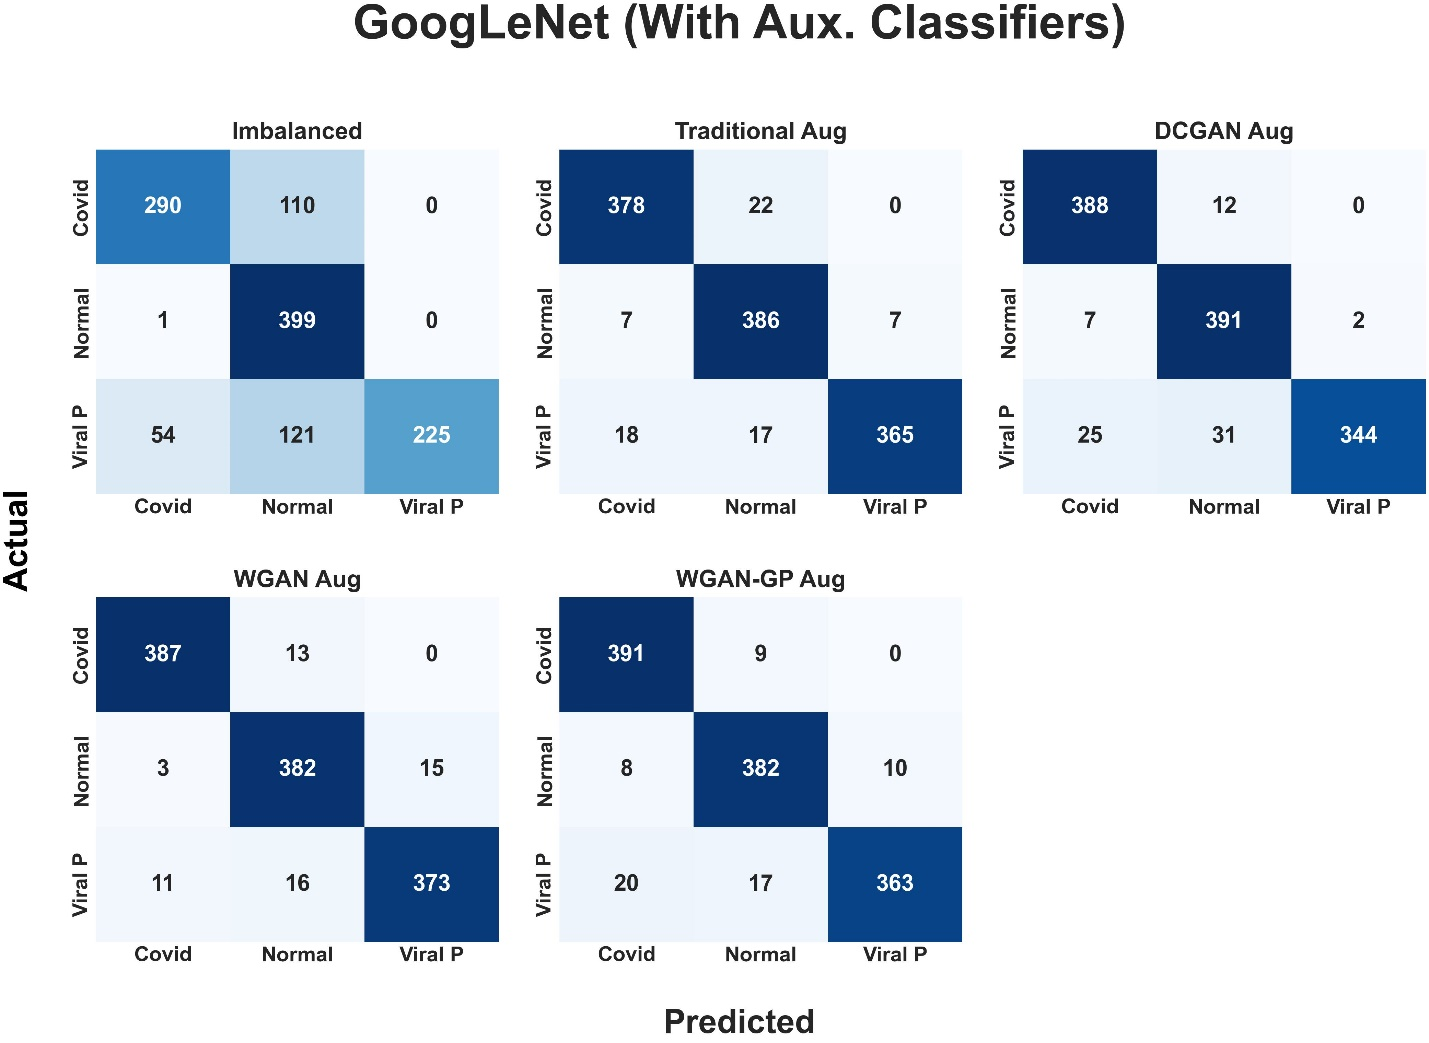 GoogLeNet (With Aux. Classifiers)
Imbalanced
Covid 290 110 0
Normal 1 399 0
Viral P 54 121 225
Covid Normal Viral P
Traditional Aug
Covid 378 22 0
Normal 7 386 7
Viral P 18 17 365
Covid Normal Viral P
DCGAN Aug
Covid 388 12 0
Normal 7 391 2
Viral P 25 31 344
Covid Normal Viral P
Actual
WGAN Aug
Covid 387 13 0
Normal 3 382 15
Viral P 11 16 373
Covid Normal Viral P
WGAN-GP Aug
Covid 391 9 0
Normal 8 382 10
Viral P 20 17 363
Covid Normal Viral P
Predicted